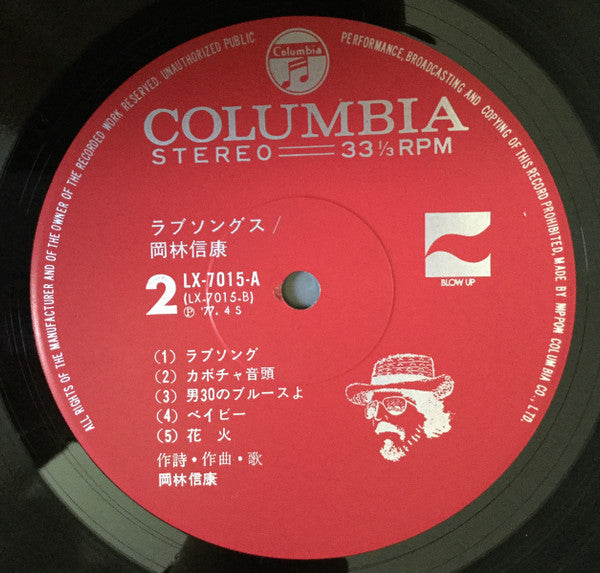 ALL RIGHTS OF THE MANUFACTURER AND OF THE OWNER OF THE RECORDED WORK RESERVED. UNAUTHORIZED PUBLIC PERFORMANCE, BROADCASTING AND COPYING OF THIS RECORD PROHIBITED, MADE BY NIPPON COLUMBIA CO., LTD.
Columbia
COLUMBIA
STEREO 33 1/3 RPM
ラブソングス/
岡林信康
BLOW UP
2 LX-7015-A
(LX-7015-B)
Ⓟ '77. 4 S
(1) ラブソング
(2) カボチャ音頭
(3) 男30のブルースよ
(4) ベイビー
(5) 花 火
作詩・作曲・歌
岡林信康